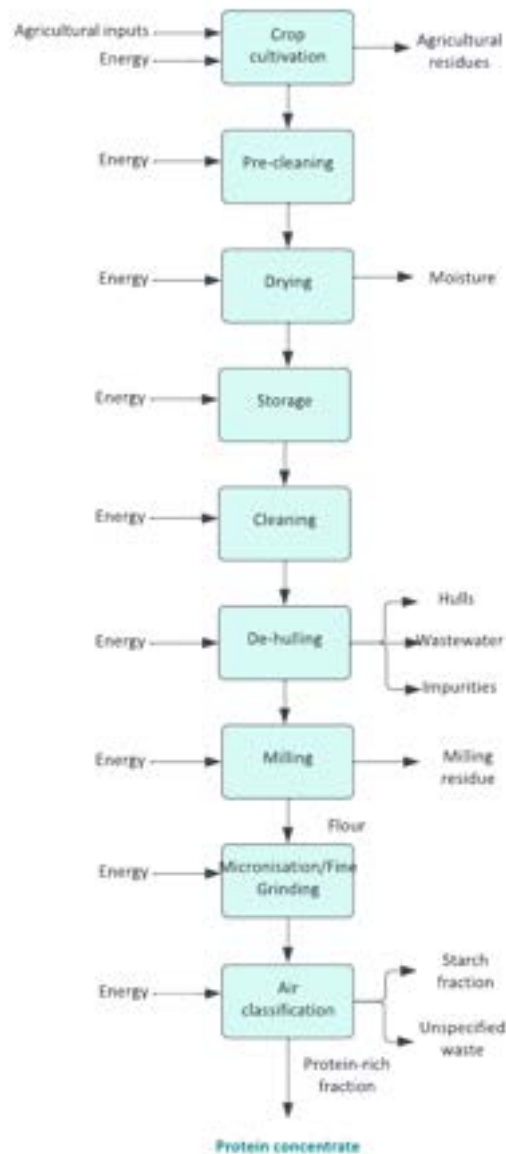 Agricultural inputs
Energy
Crop
cultivation
Agricultural
residues
Energy
Pre-cleaning
Energy
Drying
Moisture
Energy
Storage
Energy
Cleaning
Energy
De-hulling
Hulls
Wastewater
Impurities
Energy
Milling
Milling
residue
Flour
Energy
Micronisation/Fine
Grinding
Energy
Air
classification
Starch
fraction
Unspecified
waste
Protein-rich
fraction
Protein concentrate